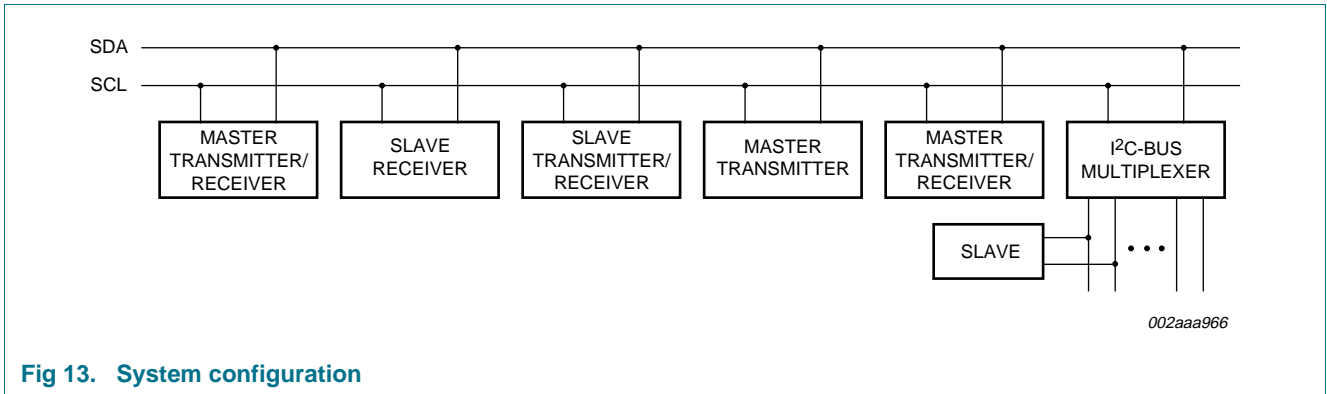 SDA
SCL
MASTER
TRANSMITTER/
RECEIVER
SLAVE
RECEIVER
SLAVE
TRANSMITTER/
RECEIVER
MASTER
TRANSMITTER
MASTER
TRANSMITTER/
RECEIVER
I²C-BUS
MULTIPLEXER
SLAVE
002aaa966
Fig 13. System configuration